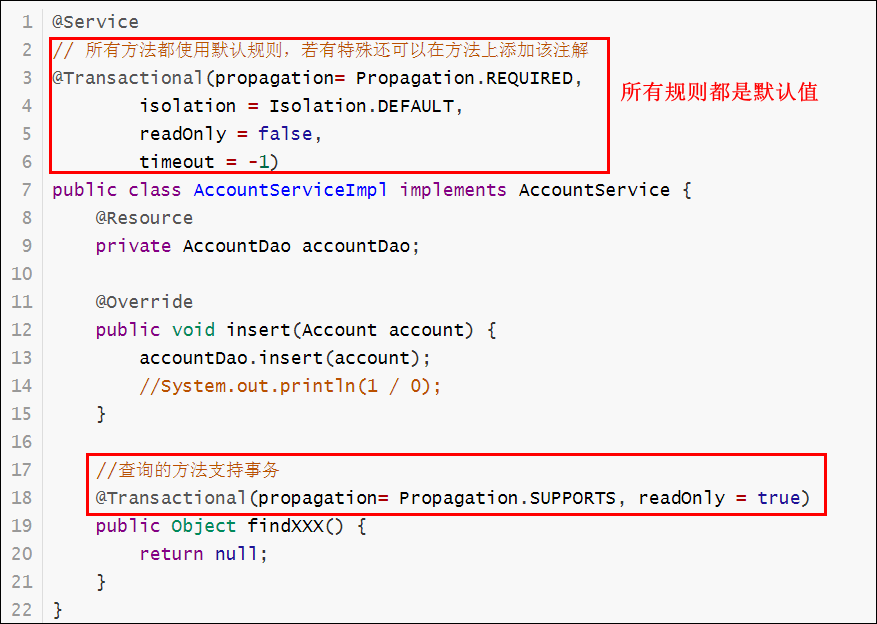 1 @Service
2 // 所有方法都使用默认规则，若有特殊还可以在方法上添加该注解
3 @Transactional(propagation= Propagation.REQUIRED,
所有规则都是默认值
4         isolation = Isolation.DEFAULT,
5         readOnly = false,
6         timeout = -1)
7 public class AccountServiceImpl implements AccountService {
8     @Resource
9     private AccountDao accountDao;
10
11     @Override
12     public void insert(Account account) {
13         accountDao.insert(account);
14         //System.out.println(1 / 0);
15     }
16
17     //查询的方法支持事务
18     @Transactional(propagation= Propagation.SUPPORTS, readOnly = true)
19     public Object findXXX() {
20         return null;
21     }
22 }